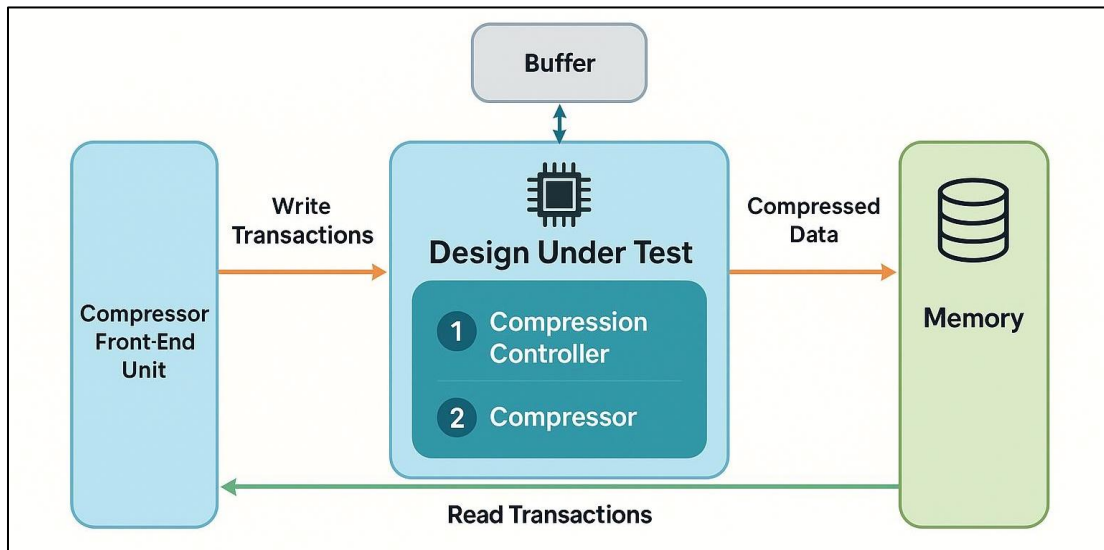 Buffer
Write
Transactions
Design Under Test
Compressed
Data
Compressor
Front-End
Unit
1 Compression
Controller
2 Compressor
Memory
Read Transactions